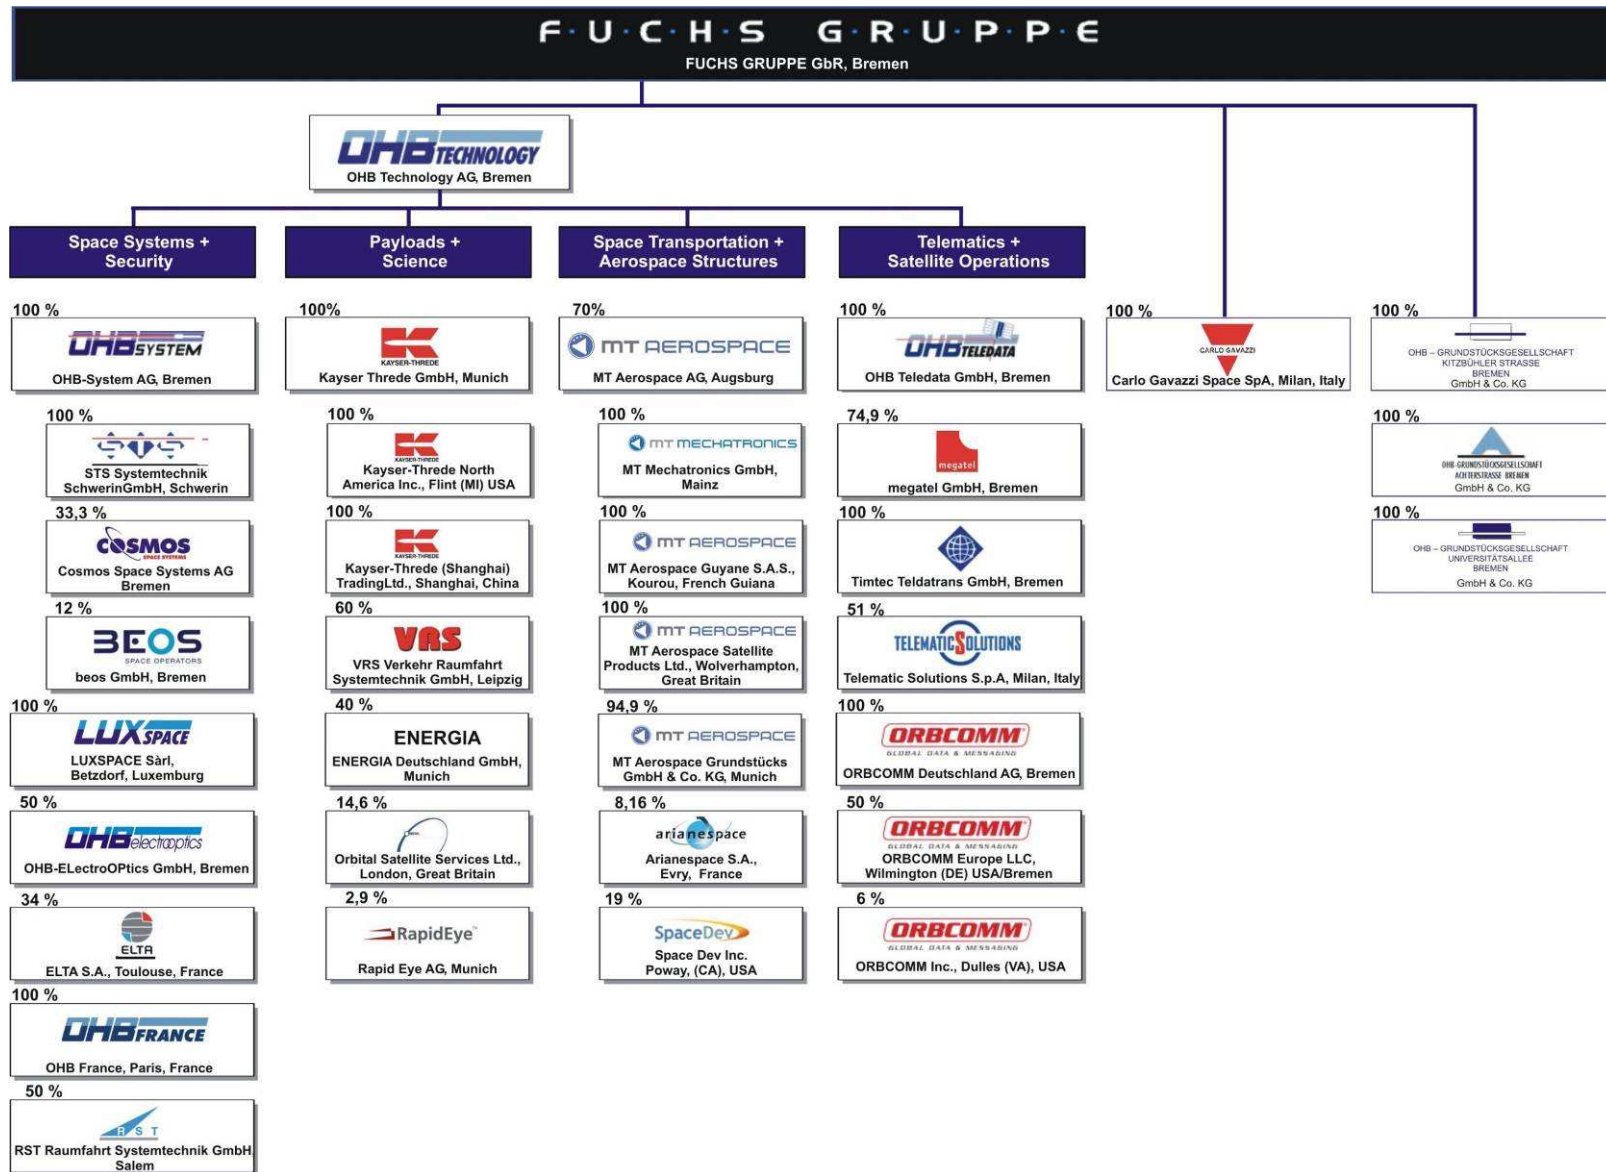 F·U·C·H·S G·R·U·P·P·E
FUCHS GRUPPE GbR, Bremen
OHB TECHNOLOGY
OHB Technology AG, Bremen
Space Systems +
Security
100 %
OHB SYSTEM
OHB-System AG, Bremen
100 %
STS
STS Systemtechnik
SchwerinGmbH, Schwerin
33,3 %
COSMOS
SPACE SYSTEMS
Cosmos Space Systems AG
Bremen
12 %
BEOS
SPACE OPERATORS
beos GmbH, Bremen
100 %
LUXSPACE
LUXSPACE Sàrl,
Betzdorf, Luxemburg
50 %
OHB electrooptics
OHB-ELectroOPtics GmbH, Bremen
34 %
ELTA
ELTA S.A., Toulouse, France
100 %
OHB FRANCE
OHB France, Paris, France
50 %
R S T
RST Raumfahrt Systemtechnik GmbH,
Salem
Payloads +
Science
100%
KAYSER-THREDE
Kayser Threde GmbH, Munich
100 %
KAYSER-THREDE
Kayser-Threde North
America Inc., Flint (MI) USA
100 %
KAYSER-THREDE
Kayser-Threde (Shanghai)
TradingLtd., Shanghai, China
60 %
VRS
VRS Verkehr Raumfahrt
Systemtechnik GmbH, Leipzig
40 %
ENERGIA
ENERGIA Deutschland GmbH,
Munich
14,6 %
Orbital Satellite Services Ltd.,
London, Great Britain
2,9 %
RapidEye™
Rapid Eye AG, Munich
Space Transportation +
Aerospace Structures
70%
MT AEROSPACE
MT Aerospace AG, Augsburg
100 %
MT MECHATRONICS
MT Mechatronics GmbH,
Mainz
100 %
MT AEROSPACE
MT Aerospace Guyane S.A.S.,
Kourou, French Guiana
100 %
MT AEROSPACE
MT Aerospace Satellite
Products Ltd., Wolverhampton,
Great Britain
94,9 %
MT AEROSPACE
MT Aerospace Grundstücks
GmbH & Co. KG, Munich
8,16 %
arianespace
Arianespace S.A.,
Evry, France
19 %
SpaceDev
Space Dev Inc.
Poway, (CA), USA
Telematics +
Satellite Operations
100 %
OHB TELEDATA
OHB Teledata GmbH, Bremen
74,9 %
megatel
megatel GmbH, Bremen
100 %
Timtec Teldatrans GmbH, Bremen
51 %
TELEMATIC SOLUTIONS
Telematic Solutions S.p.A, Milan, Italy
100 %
ORBCOMM
GLOBAL DATA & MESSAGING
ORBCOMM Deutschland AG, Bremen
50 %
ORBCOMM
GLOBAL DATA & MESSAGING
ORBCOMM Europe LLC,
Wilmington (DE) USA/Bremen
6 %
ORBCOMM
GLOBAL DATA & MESSAGING
ORBCOMM Inc., Dulles (VA), USA
100 %
CARLO GAVAZZI
Carlo Gavazzi Space SpA, Milan, Italy
100 %
OHB – GRUNDSTÜCKSGESELLSCHAFT
KITZBÜHLER STRASSE
BREMEN
GmbH & Co. KG
100 %
OHB-GRUNDSTÜCKSGESELLSCHAFT
ACHTERSTRASSE BREMEN
GmbH & Co. KG
100 %
OHB – GRUNDSTÜCKSGESELLSCHAFT
UNIVERSITÄTSALLEE
BREMEN
GmbH & Co. KG